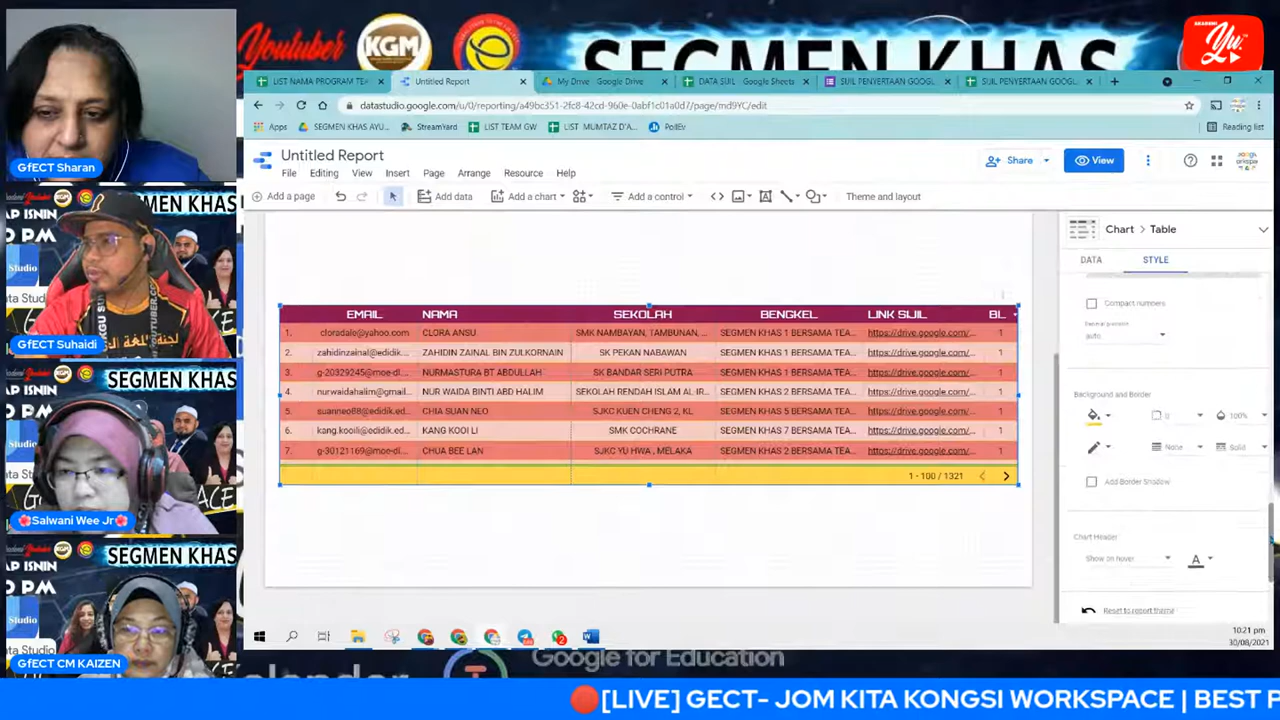 Youtuber
KGM
SEGMEN KHAS
AKADEMI
Yu
GfECT Sharan
GfECT Suhaidi
🌸Salwani Wee Jr🌸
GfECT CM KAIZEN
LIST NAMA PROGRAM TE
Untitled Report
My Drive - Google Drive
DATA SIJIL - Google Sheets
SIJIL PENYERTAAN GOOGL
SIJIL PENYERTAAN GOOGL
datastudio.google.com/u/0/reporting/a49bc351-2fc8-42cd-960e-0abf1c01a0d7/page/md9YC/edit
Apps
SEGMEN KHAS AYU...
StreamYard
LIST TEAM GW
LIST MUMTAZ D'A...
PollEv
Reading list
Untitled Report
File Editing View Insert Page Arrange Resource Help
Share
View
Add a page
Add data
Add a chart
Add a control
Theme and layout
Chart > Table
DATA STYLE
Compact numbers
auto
Background and Border
0
100%
None
Solid
Add Border Shadow
Chart Header
Show on hover
A
Reset to report theme
EMAIL NAMA SEKOLAH BENGKEL LINK SIJIL BL
1. cloradale@yahoo.com CLORA ANSU SMK NAMBAYAN, TAMBUNAN, ... SEGMEN KHAS 1 BERSAMA TEA... https://drive.google.com/... 1
2. zahidinzainal@edidik... ZAHIDIN ZAINAL BIN ZULKORNAIN SK PEKAN NABAWAN SEGMEN KHAS 1 BERSAMA TEA... https://drive.google.com/... 1
3. g-20329245@moe-dl... NURMASTURA BT ABDULLAH SK BANDAR SERI PUTRA SEGMEN KHAS 1 BERSAMA TEA... https://drive.google.com/... 1
4. nurwaidahalim@gmail... NUR WAIDA BINTI ABD HALIM SEKOLAH RENDAH ISLAM AL-IR... SEGMEN KHAS 2 BERSAMA TEA... https://drive.google.com/... 1
5. suanneo88@edidik.ed... CHIA SUAN NEO SJKC KUEN CHENG 2, KL SEGMEN KHAS 5 BERSAMA TEA... https://drive.google.com/... 1
6. kang.kooili@edidik.ed... KANG KOOI LI SMK COCHRANE SEGMEN KHAS 7 BERSAMA TEA... https://drive.google.com/... 1
7. g-30121169@moe-dl... CHUA BEE LAN SJKC YU HWA , MELAKA SEGMEN KHAS 2 BERSAMA TEA... https://drive.google.com/... 1
1 - 100 / 1321
10:21 pm
30/08/2021
Google for Education
🔴[LIVE] GECT- JOM KITA KONGSI WORKSPACE | BEST P